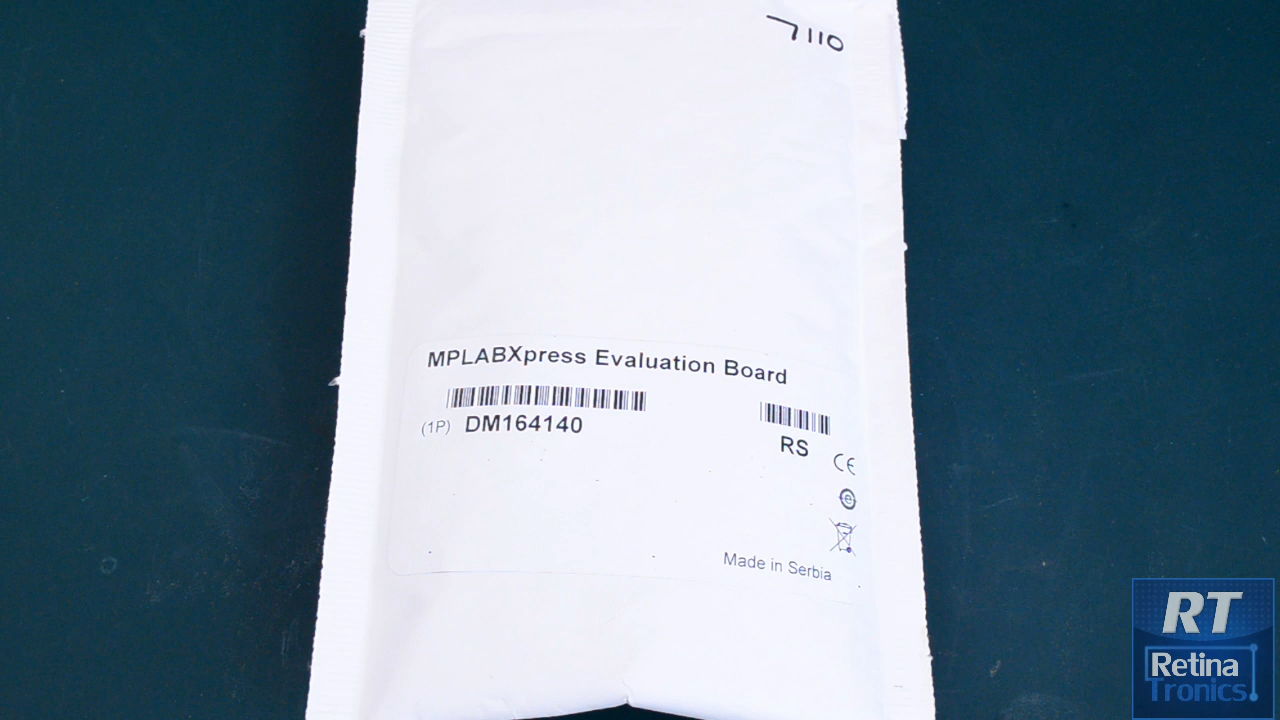 7110
MPLABXpress Evaluation Board
(1P) DM164140
RS
CE
e
Made in Serbia
RT
Retina
Tronics